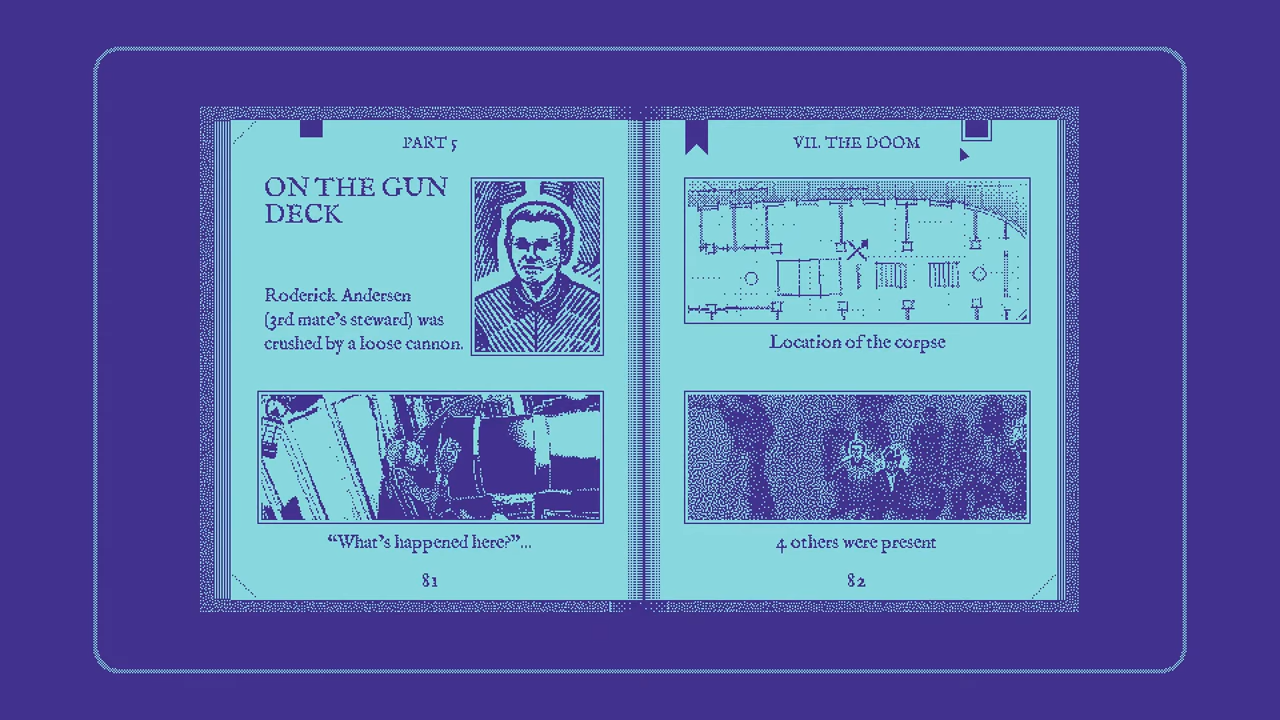 PART 5
ON THE GUN
DECK
Roderick Andersen
(3rd mate's steward) was
crushed by a loose cannon.
"What's happened here?"...
81
VII. THE DOOM
Location of the corpse
4 others were present
82